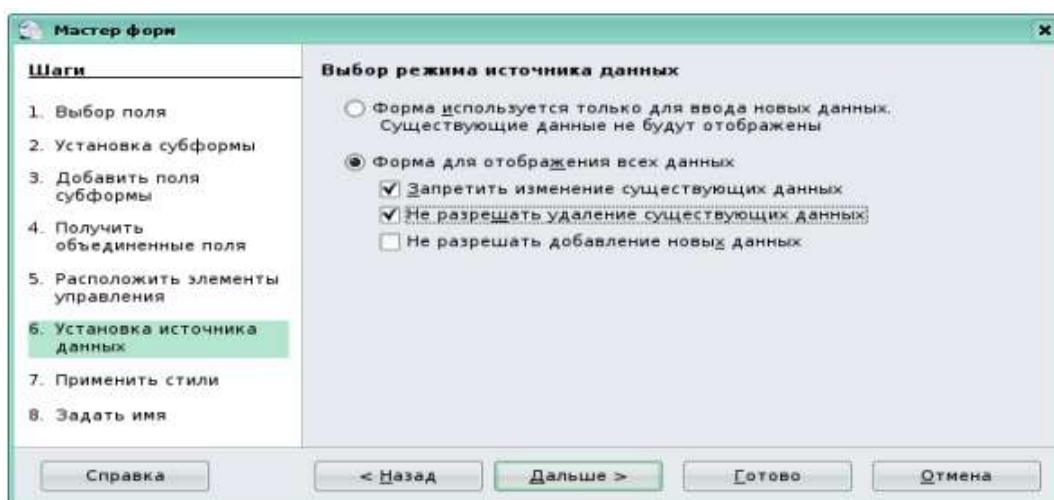 Мастер форм
Шаги
1. Выбор поля
2. Установка субформы
3. Добавить поля
субформы
4. Получить
объединенные поля
5. Расположить элементы
управления
6. Установка источника
данных
7. Применить стили
8. Задать имя
Выбор режима источника данных
Форма используется только для ввода новых данных.
Существующие данные не будут отображены
Форма для отображения всех данных
Запретить изменение существующих данных
Не разрешать удаление существующих данных
Не разрешать добавление новых данных
Справка
< Назад
Дальше >
Готово
Отмена